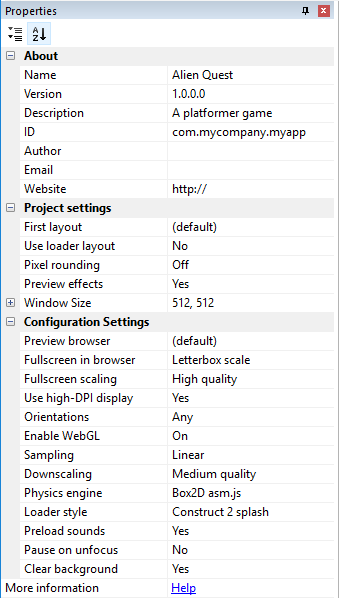 Properties
About
Name Alien Quest
Version 1.0.0.0
Description A platformer game
ID com.mycompany.myapp
Author
Email
Website http://
Project settings
First layout (default)
Use loader layout No
Pixel rounding Off
Preview effects Yes
Window Size 512, 512
Configuration Settings
Preview browser (default)
Fullscreen in browser Letterbox scale
Fullscreen scaling High quality
Use high-DPI display Yes
Orientations Any
Enable WebGL On
Sampling Linear
Downscaling Medium quality
Physics engine Box2D asm.js
Loader style Construct 2 splash
Preload sounds Yes
Pause on unfocus No
Clear background Yes
More information Help